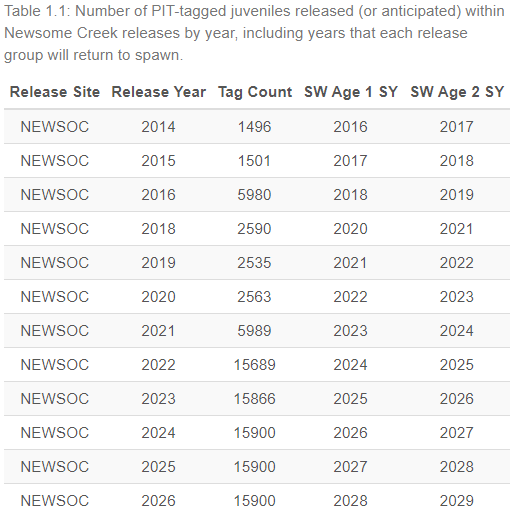 Table 1.1: Number of PIT-tagged juveniles released (or anticipated) within
Newsome Creek releases by year, including years that each release
group will return to spawn.
Release Site Release Year Tag Count SW Age 1 SY SW Age 2 SY
NEWSOC 2014 1496 2016 2017
NEWSOC 2015 1501 2017 2018
NEWSOC 2016 5980 2018 2019
NEWSOC 2018 2590 2020 2021
NEWSOC 2019 2535 2021 2022
NEWSOC 2020 2563 2022 2023
NEWSOC 2021 5989 2023 2024
NEWSOC 2022 15689 2024 2025
NEWSOC 2023 15866 2025 2026
NEWSOC 2024 15900 2026 2027
NEWSOC 2025 15900 2027 2028
NEWSOC 2026 15900 2028 2029